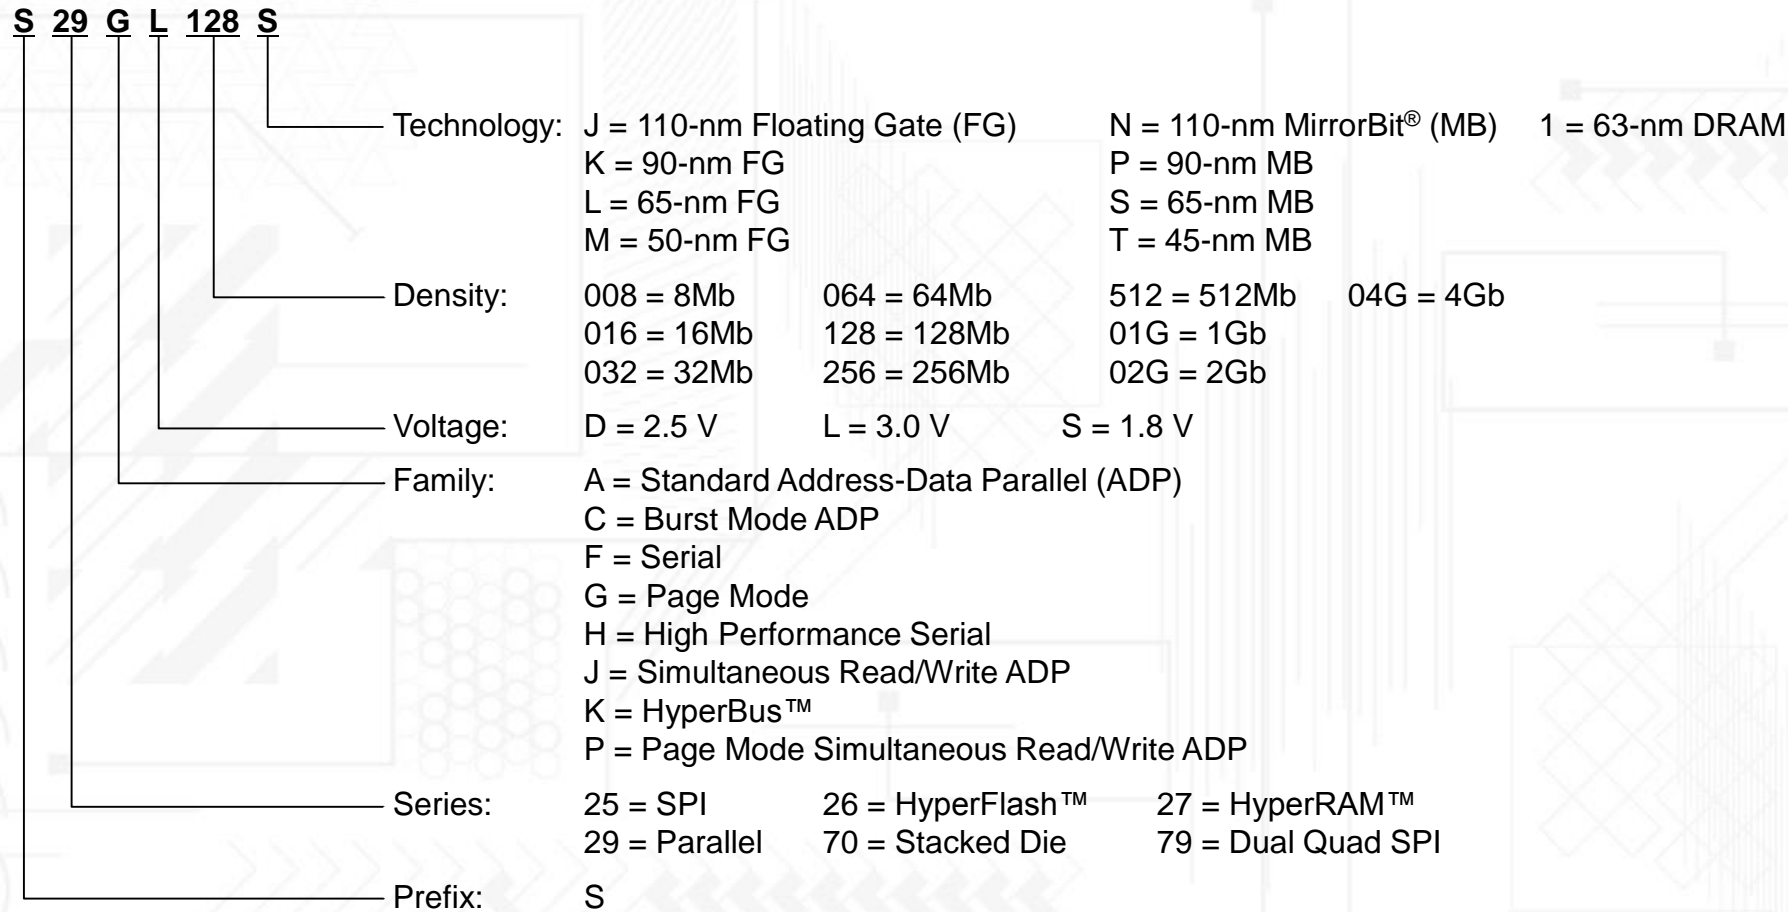 S 29 G L 128 S
Technology: J = 110-nm Floating Gate (FG) N = 110-nm MirrorBit® (MB) 1 = 63-nm DRAM
K = 90-nm FG P = 90-nm MB
L = 65-nm FG S = 65-nm MB
M = 50-nm FG T = 45-nm MB
Density: 008 = 8Mb 064 = 64Mb 512 = 512Mb 04G = 4Gb
016 = 16Mb 128 = 128Mb 01G = 1Gb
032 = 32Mb 256 = 256Mb 02G = 2Gb
Voltage: D = 2.5 V L = 3.0 V S = 1.8 V
Family: A = Standard Address-Data Parallel (ADP)
C = Burst Mode ADP
F = Serial
G = Page Mode
H = High Performance Serial
J = Simultaneous Read/Write ADP
K = HyperBus™
P = Page Mode Simultaneous Read/Write ADP
Series: 25 = SPI 26 = HyperFlash™ 27 = HyperRAM™
29 = Parallel 70 = Stacked Die 79 = Dual Quad SPI
Prefix: S